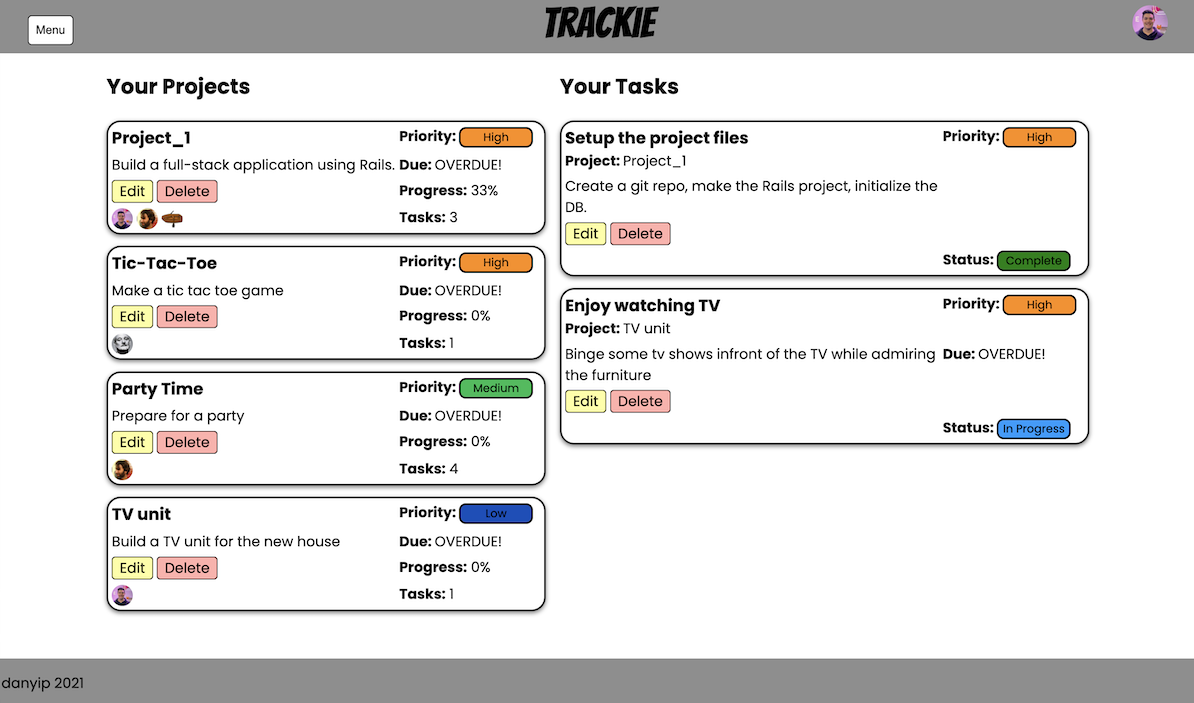 Menu
TRACKIE
Your Projects
Project_1
Priority: High
Build a full-stack application using Rails.
Due: OVERDUE!
Edit Delete
Progress: 33%
Tasks: 3
Tic-Tac-Toe
Priority: High
Make a tic tac toe game
Due: OVERDUE!
Edit Delete
Progress: 0%
Tasks: 1
Party Time
Priority: Medium
Prepare for a party
Due: OVERDUE!
Edit Delete
Progress: 0%
Tasks: 4
TV unit
Priority: Low
Build a TV unit for the new house
Due: OVERDUE!
Edit Delete
Progress: 0%
Tasks: 1
Your Tasks
Setup the project files
Priority: High
Project: Project_1
Create a git repo, make the Rails project, initialize the
DB.
Edit Delete
Status: Complete
Enjoy watching TV
Priority: High
Project: TV unit
Binge some tv shows infront of the TV while admiring
the furniture
Due: OVERDUE!
Edit Delete
Status: In Progress
danyip 2021